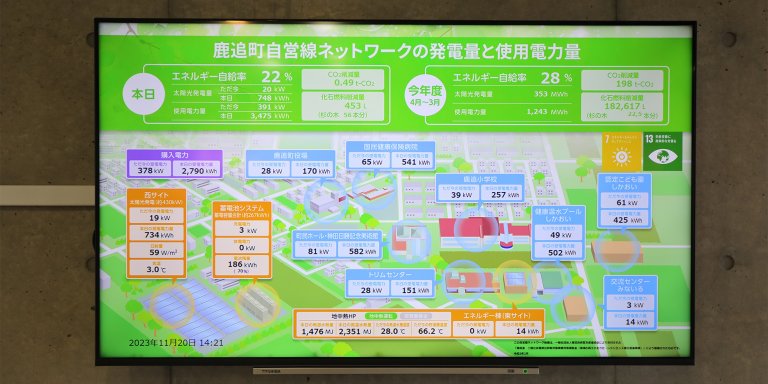 鹿追町自営線ネットワークの発電量と使用電力量
本日
エネルギー自給率 22 %
太陽光発電量 ただ今 20 kW
本日 748 kWh
使用電力量 ただ今 391 kW
本日 3,475 kWh
CO₂削減量
0.49 t-CO₂
化石燃料削減量
453 L
(杉の木 56本分)
今年度
4月〜3月
エネルギー自給率 28 %
太陽光発電量 353 MWh
使用電力量 1,243 MWh
CO₂削減量
198 t-CO₂
化石燃料削減量
182,617 L
7
13
購入電力
378 kW 2,790 kWh
鹿追町役場
28 kW 170 kWh
国民健康保険病院
65 kW 541 kWh
鹿追小学校
39 kW 257 kWh
認定こども園
しかおい
61 kW
425 kWh
西サイト
太陽光発電(約430kW)
19 kW
734 kWh
日射量
59 W/m²
気温
3.0 ℃
蓄電池システム
3 kW
0 kW
186 kWh
町民ホール・神田日勝記念美術館
81 kW 582 kWh
健康温水プール
しかおい
49 kW
502 kWh
トリムセンター
28 kW 151 kWh
交流センター
みないる
3 kW
14 kWh
地中熱HP
1,476 MJ 2,351 MJ 28.0 ℃ 66.2 ℃
エネルギー棟(東サイト)
0 kW 14 kWh
2023年11月20日 14:21